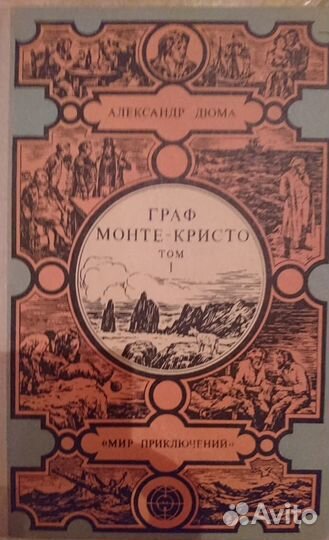 АЛЕКСАНДР ДЮМА
ГРАФ
МОНТЕ-КРИСТО
ТОМ
I
«МИР ПРИКЛЮЧЕНИЙ»
Avito